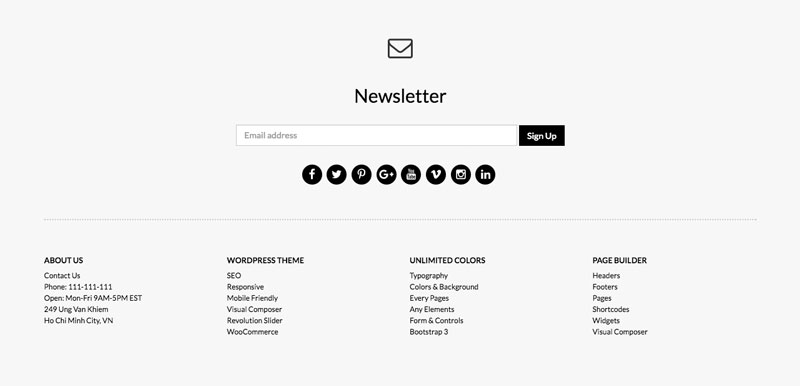 Newsletter
Email address
Sign Up
ABOUT US
Contact Us
Phone: 111-111-111
Open: Mon-Fri 9AM-5PM EST
249 Ung Van Khiem
Ho Chi Minh City, VN
WORDPRESS THEME
SEO
Responsive
Mobile Friendly
Visual Composer
Revolution Slider
WooCommerce
UNLIMITED COLORS
Typography
Colors & Background
Every Pages
Any Elements
Form & Controls
Bootstrap 3
PAGE BUILDER
Headers
Footers
Pages
Shortcodes
Widgets
Visual Composer